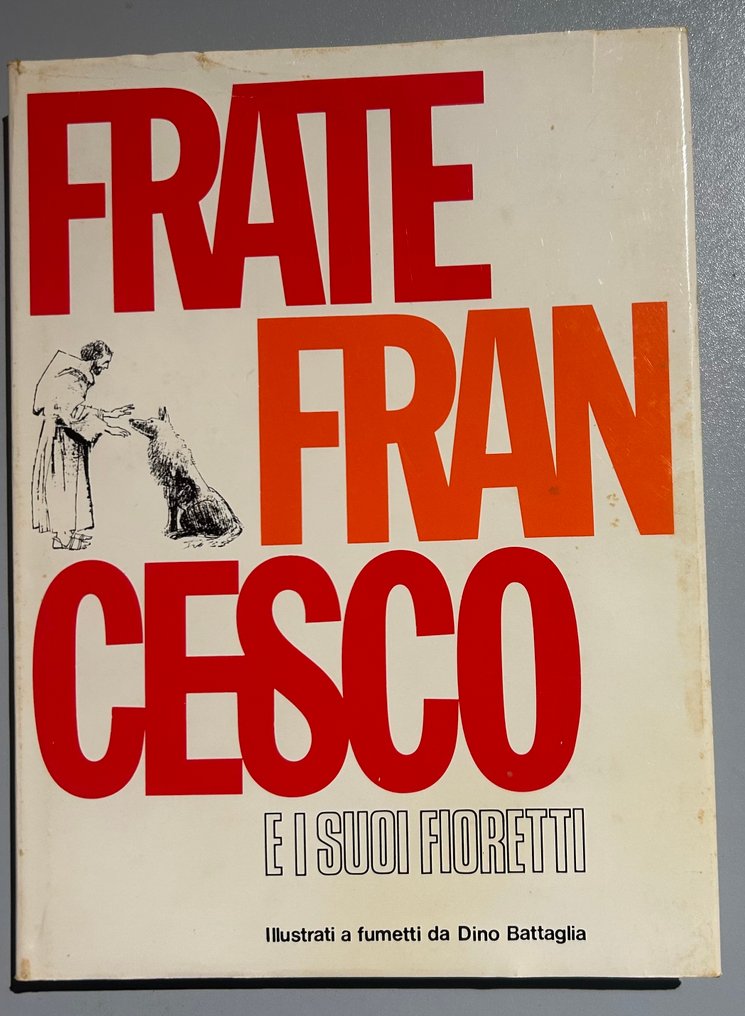 FRATE
FRAN
CESCO
E I SUOI FIORETTI
Illustrati a fumetti da Dino Battaglia